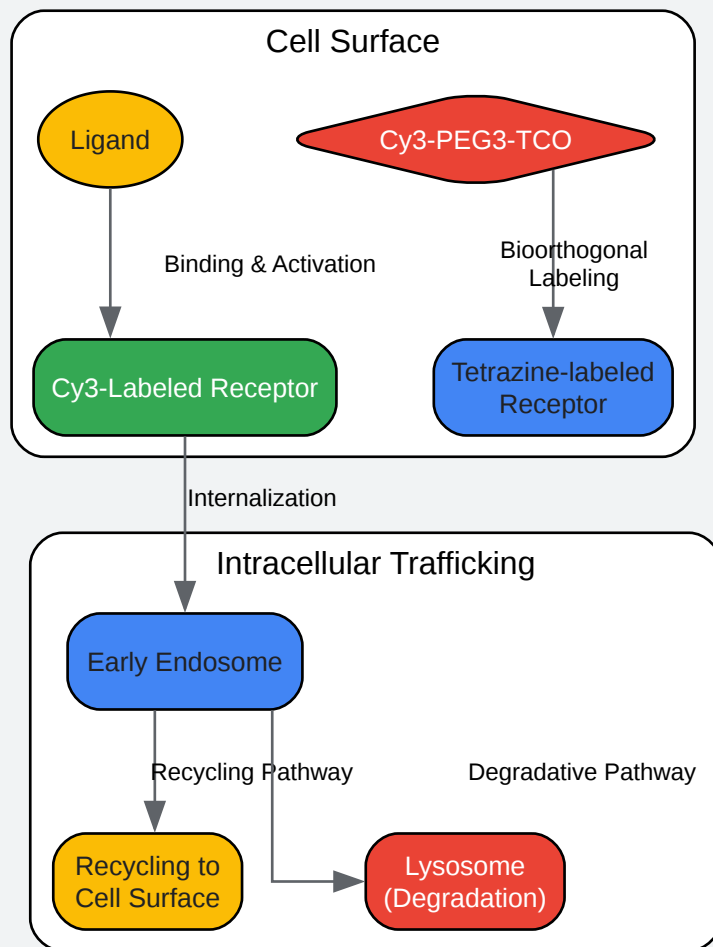 Cell Surface
Ligand
Cy3-PEG3-TCO
Binding & Activation
Bioorthogonal
Labeling
Cy3-Labeled Receptor
Tetrazine-labeled
Receptor
Internalization
Intracellular Trafficking
Early Endosome
Recycling Pathway
Degradative Pathway
Recycling to
Cell Surface
Lysosome
(Degradation)